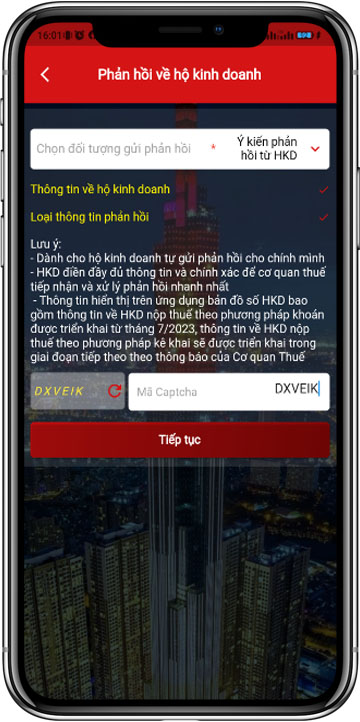 16:01
Phản hồi về hộ kinh doanh
Chọn đối tượng gửi phản hồi * Ý kiến phản
hồi từ HKD
Thông tin về hộ kinh doanh
Loại thông tin phản hồi
Lưu ý:
- Dành cho hộ kinh doanh tự gửi phản hồi cho chính mình
- HKD điền đầy đủ thông tin và chính xác để cơ quan thuế
tiếp nhận và xử lý phản hồi nhanh nhất
- Thông tin hiển thị trên ứng dụng bản đồ số HKD bao
gồm thông tin về HKD nộp thuế theo phương pháp khoán
được triển khai từ tháng 7/2023, thông tin về HKD nộp
thuế theo phương pháp kê khai sẽ được triển khai trong
giai đoạn tiếp theo theo thông báo của Cơ quan Thuế
DXVEIK Mã Captcha DXVEIK
Tiếp tục